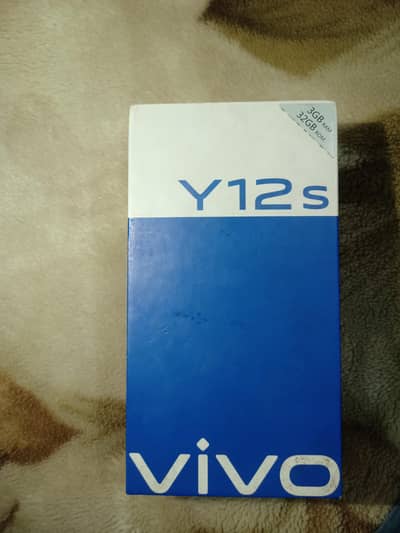 3GB RAM
32GB ROM
Y12s
vivo